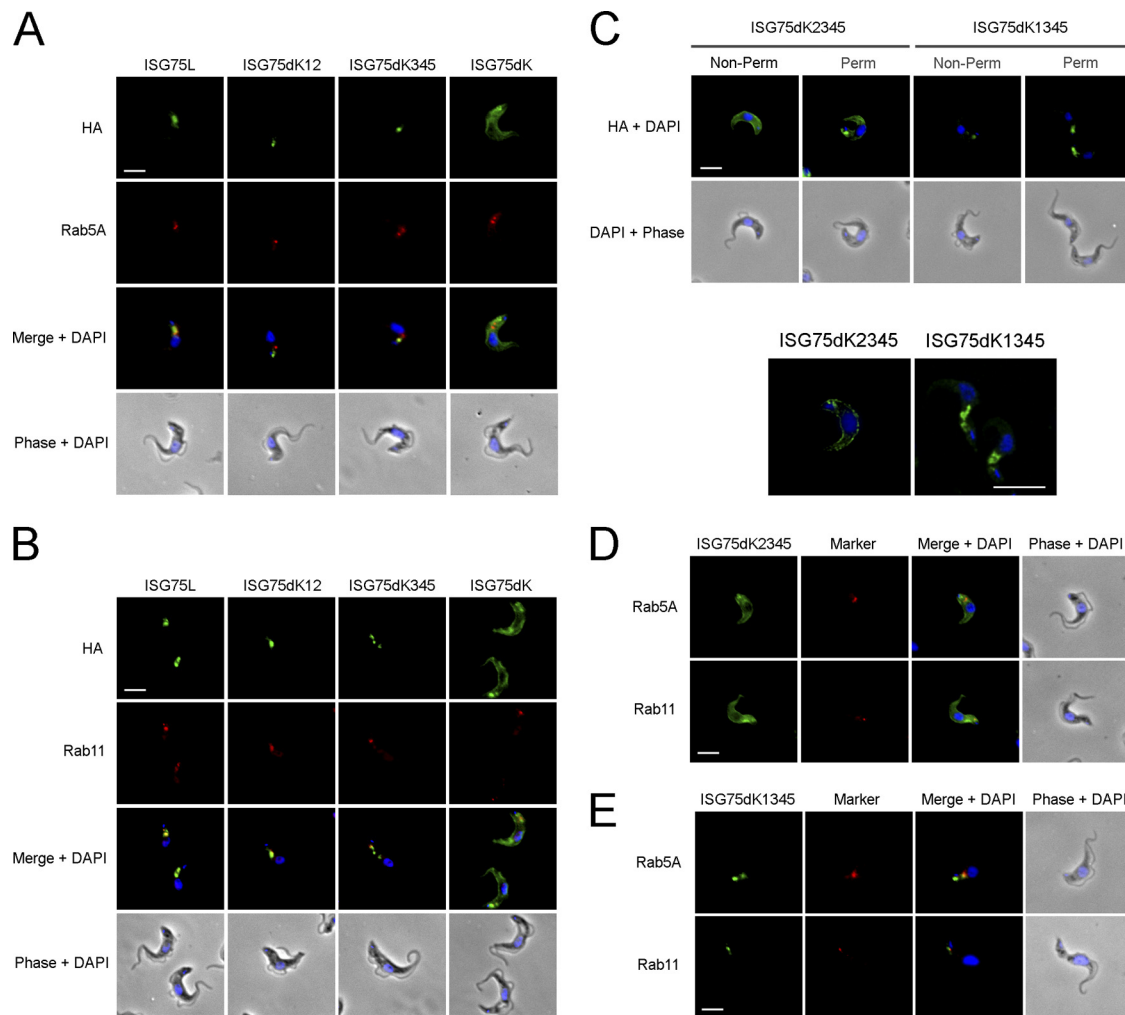 A
ISG75L ISG75dK12 ISG75dK345 ISG75dK
HA
Rab5A
Merge + DAPI
Phase + DAPI
B
ISG75L ISG75dK12 ISG75dK345 ISG75dK
HA
Rab11
Merge + DAPI
Phase + DAPI
C
ISG75dK2345 ISG75dK1345
Non-Perm Perm Non-Perm Perm
HA + DAPI
DAPI + Phase
ISG75dK2345 ISG75dK1345
D
ISG75dK2345 Marker Merge + DAPI Phase + DAPI
Rab5A
Rab11
E
ISG75dK1345 Marker Merge + DAPI Phase + DAPI
Rab5A
Rab11